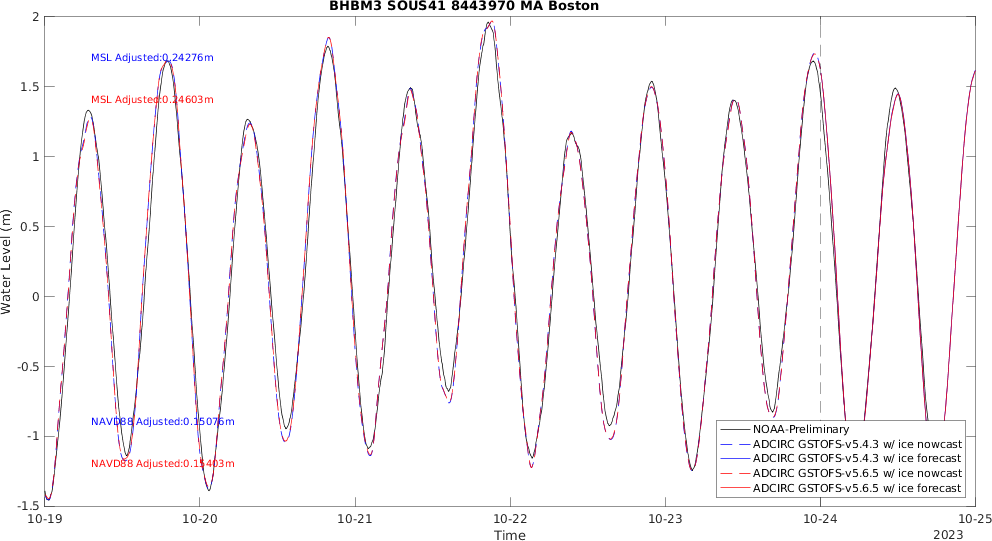 BHBM3 SOUS41 8443970 MA Boston
2
MSL Adjusted:0.24276m
1.5
MSL Adjusted:0.24603m
1
0.5
Water Level (m)
0
-0.5
NAVD88 Adjusted:0.15076m
NOAA-Preliminary
-1
ADCIRC GSTOFS-v5.4.3 w/ ice nowcast
ADCIRC GSTOFS-v5.4.3 w/ ice forecast
NAVD88 Adjusted:0.15403m
ADCIRC GSTOFS-v5.6.5 w/ ice nowcast
ADCIRC GSTOFS-v5.6.5 w/ ice forecast
-1.5
10-19 10-20 10-21 10-22 10-23 10-24 10-25
Time
2023